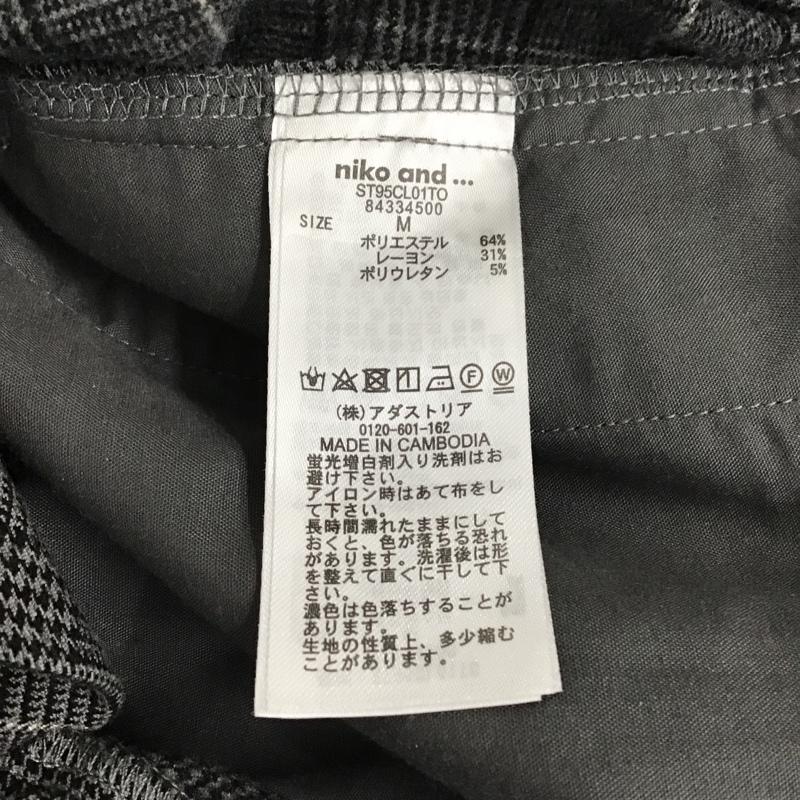 niko and ...
ST95CL01TO
84334500
SIZE M
ポリエステル 64%
レーヨン 31%
ポリウレタン 5%
F W
(株)アダストリア
0120-601-162
MADE IN CAMBODIA
蛍光増白剤入り洗剤はお
避け下さい。
アイロン時はあて布をし
て下さい。
長時間濡れたままにして
おくと、色が落ちる恐れ
があります。洗濯後は形
を整えて直ぐに干して下
さい。
濃色は色落ちすることが
あります。
生地の性質上、多少縮む
ことがあります。